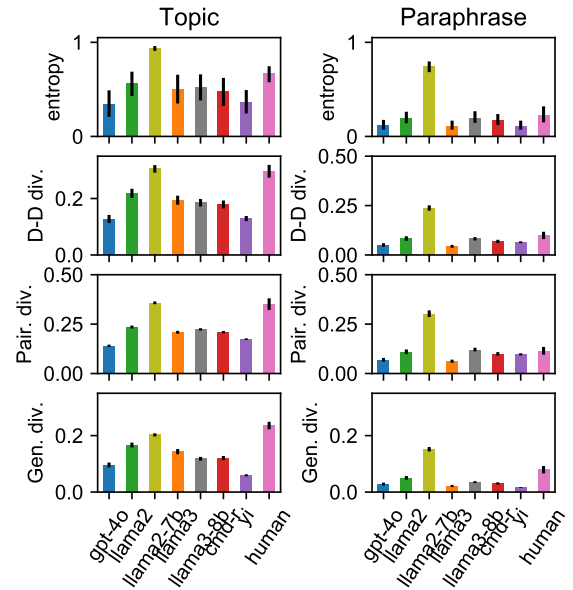 Topic
Paraphrase
1
0
entropy
1
0
entropy
0.2
0.0
D-D div.
0.50
0.25
0.00
D-D div.
0.50
0.25
0.00
Pair. div.
0.50
0.25
0.00
Pair. div.
0.2
0.0
Gen. div.
0.2
0.0
Gen. div.
gpt-4o
llama2
llama2-7b
llama3
llama3-8b
cmd-r
yi
human
gpt-4o
llama2
llama2-7b
llama3
llama3-8b
cmd-r
yi
human